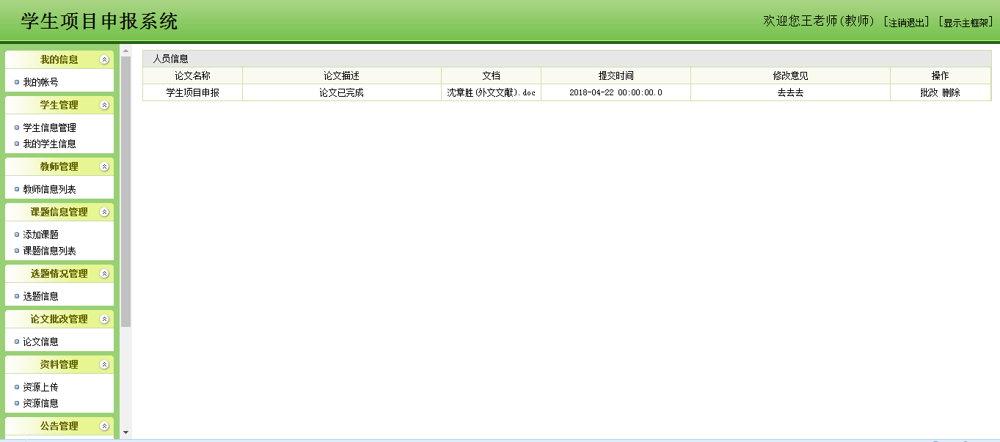 学生项目申报系统
欢迎您王老师(教师) [注销退出] [显示主框架]
我的信息
我的帐号
学生管理
学生信息管理
我的学生信息
教师管理
教师信息列表
课题信息管理
添加课题
课题信息列表
选题情况管理
选题信息
论文批改管理
论文信息
资料管理
资源上传
资源信息
公告管理
人员信息
论文名称 论文描述 文档 提交时间 修改意见 操作
学生项目申报 论文已完成 沈章胜(外文文献).doc 2018-04-22 00:00:00.0 去去去 批改 删除